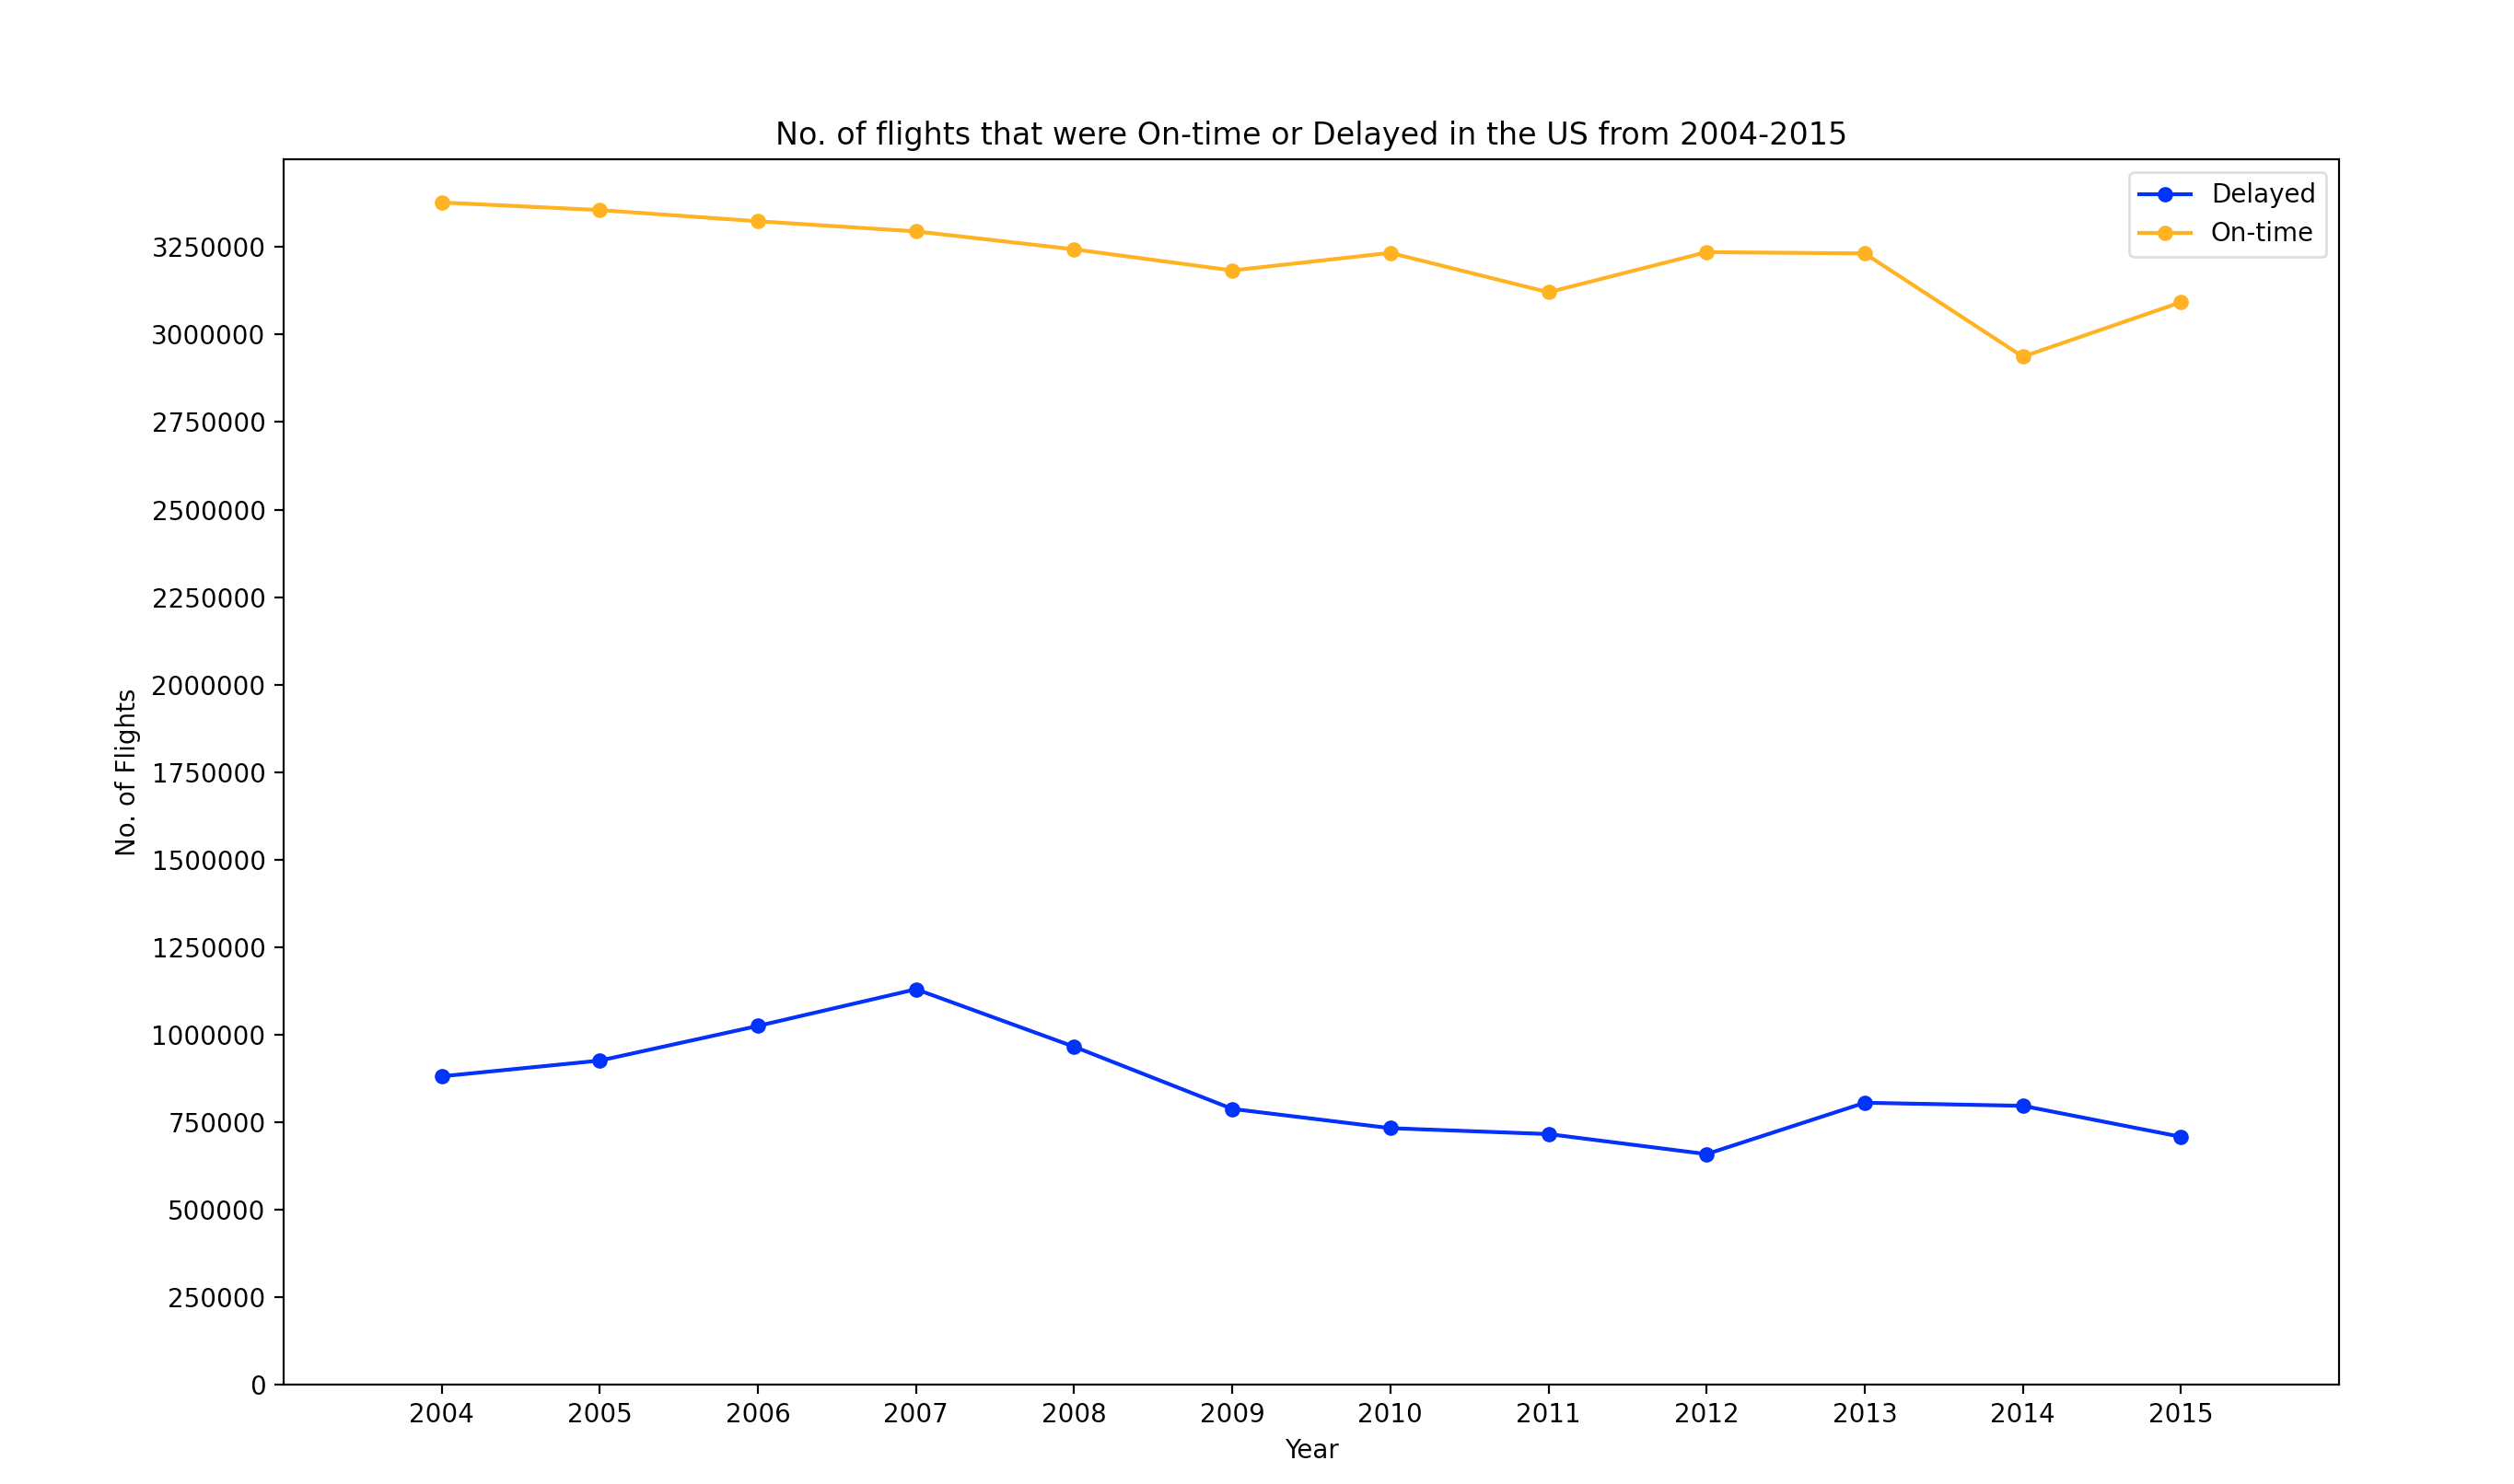 No. of flights that were On-time or Delayed in the US from 2004-2015
Delayed
On-time
3250000
3000000
2750000
2500000
2250000
2000000
1750000
1500000
1250000
1000000
750000
500000
250000
0
No. of Flights
2004 2005 2006 2007 2008 2009 2010 2011 2012 2013 2014 2015
Year